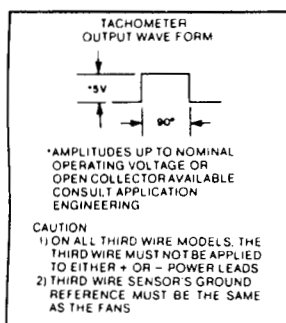 TACHOMETER
OUTPUT WAVE FORM
*5V
90°
*AMPLITUDES UP TO NOMINAL
OPERATING VOLTAGE OR
OPEN COLLECTOR AVAILABLE
CONSULT APPLICATION
ENGINEERING
CAUTION
1) ON ALL THIRD WIRE MODELS, THE
THIRD WIRE MUST NOT BE APPLIED
TO EITHER + OR - POWER LEADS
2) THIRD WIRE SENSOR'S GROUND
REFERENCE MUST BE THE SAME
AS THE FANS